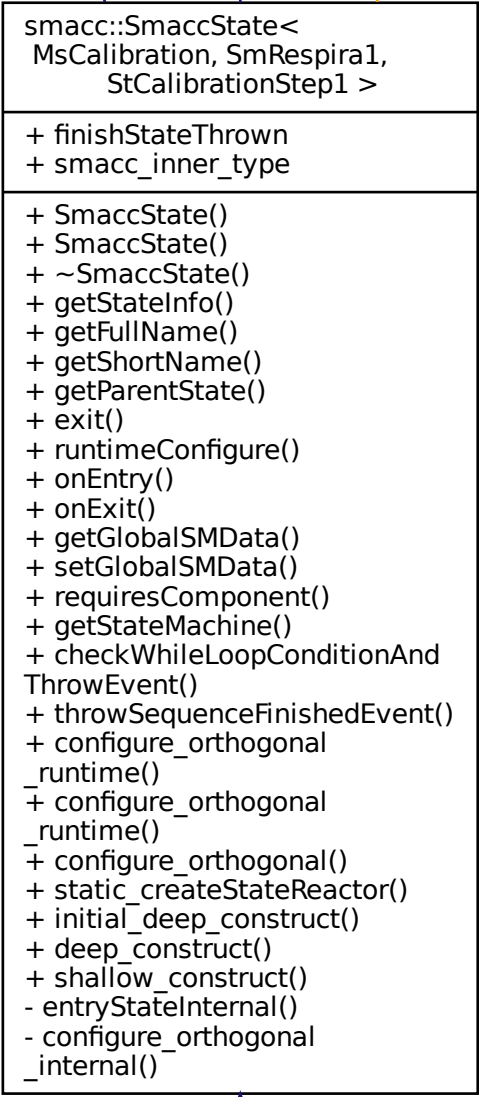 smacc::SmaccState<
MsCalibration, SmRespira1,
StCalibrationStep1 >
+ finishStateThrown
+ smacc_inner_type
+ SmaccState()
+ SmaccState()
+ ~SmaccState()
+ getStateInfo()
+ getFullName()
+ getShortName()
+ getParentState()
+ exit()
+ runtimeConfigure()
+ onEntry()
+ onExit()
+ getGlobalSMData()
+ setGlobalSMData()
+ requiresComponent()
+ getStateMachine()
+ checkWhileLoopConditionAnd
ThrowEvent()
+ throwSequenceFinishedEvent()
+ configure_orthogonal
_runtime()
+ configure_orthogonal
_runtime()
+ configure_orthogonal()
+ static_createStateReactor()
+ initial_deep_construct()
+ deep_construct()
+ shallow_construct()
- entryStateInternal()
- configure_orthogonal
_internal()